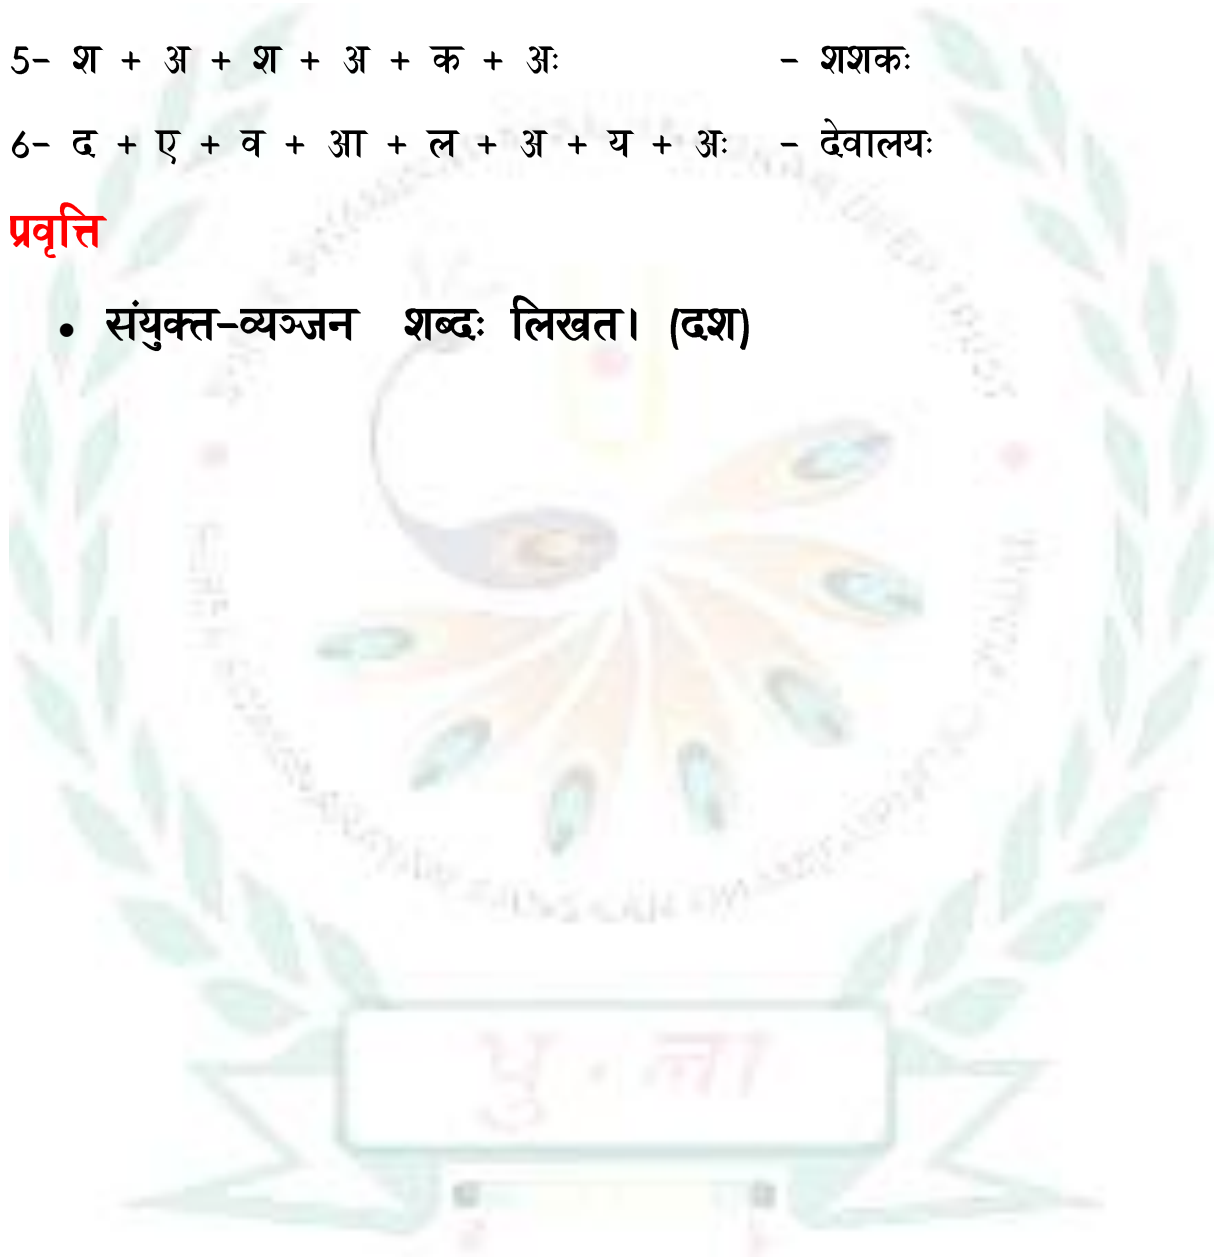 5- श + अ + श + अ + क + अः - शशकः
6- द + ए + व + आ + ल + अ + य + अः - देवालयः
प्रवृत्ति
• संयुक्त-व्यञ्जन शब्दः लिखत। (दश)